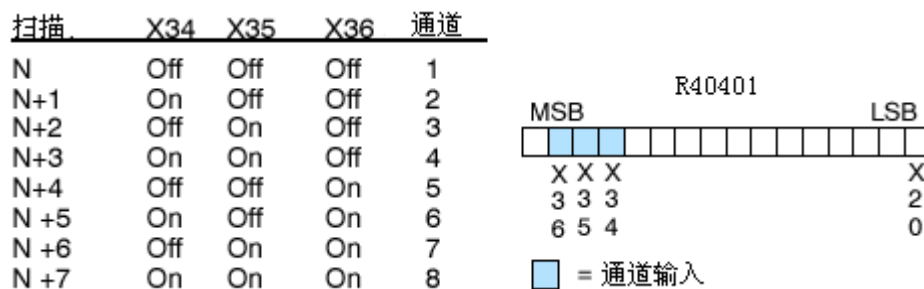 扫描. X34 X35 X36 通道
N Off Off Off 1
N+1 On Off Off 2
N+2 Off On Off 3
N+3 On On Off 4
N+4 Off Off On 5
N +5 On Off On 6
N +6 Off On On 7
N +7 On On On 8
R40401
MSB LSB
X X X X
3 3 3 2
6 5 4 0
= 通道输入